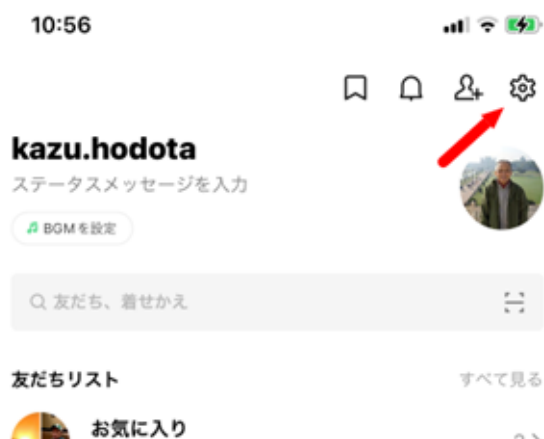 10:56
kazu.hodota
ステータスメッセージを入力
BGMを設定
友だち、着せかえ
友だちリスト
すべて見る
お気に入り